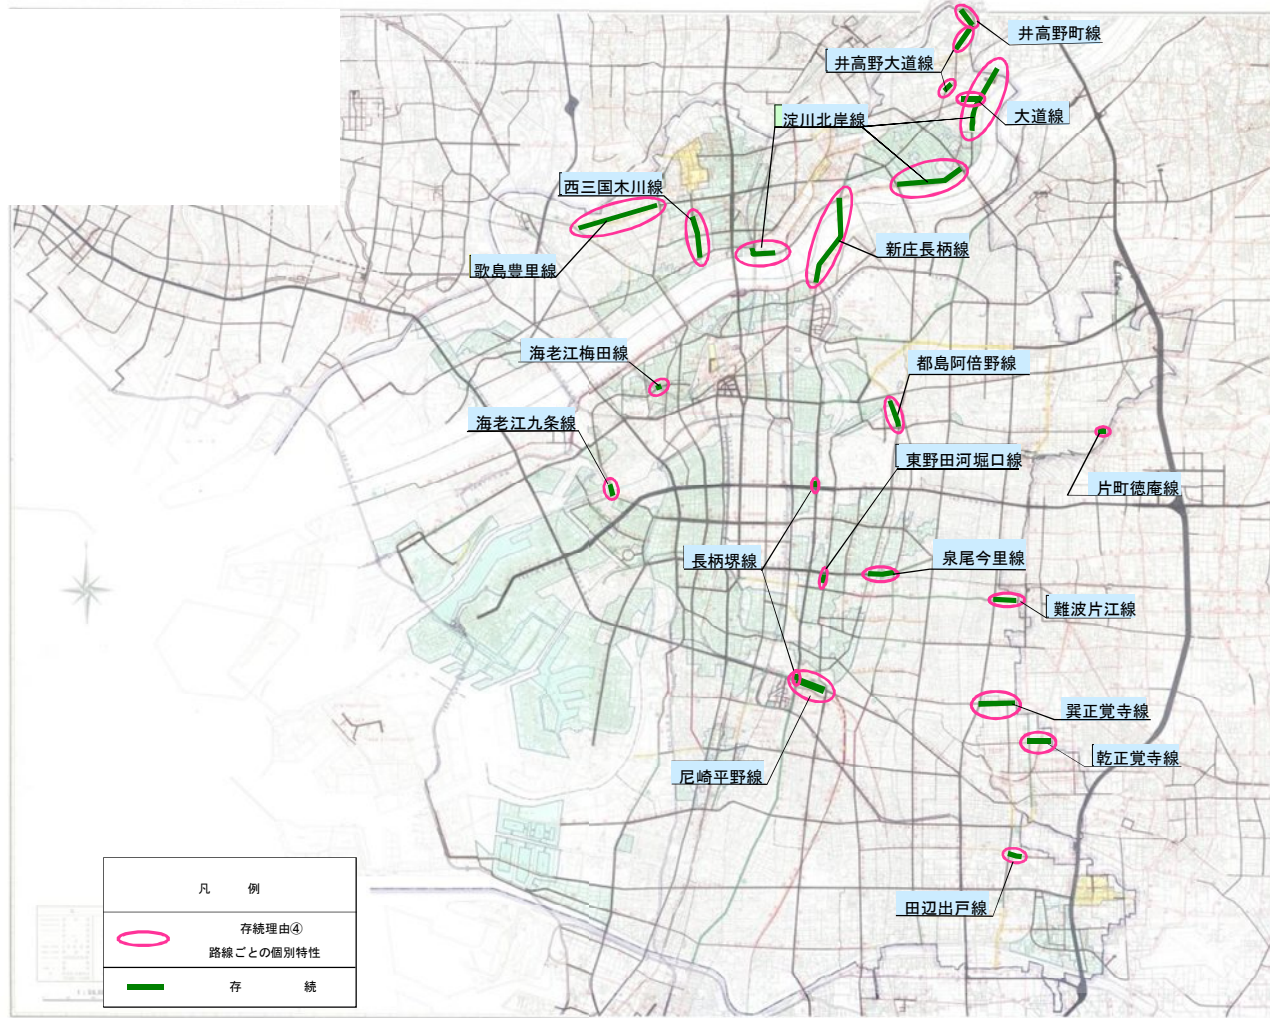 井高野町線
井高野大道線
大道線
淀川北岸線
西三国木川線
新庄長柄線
歌島豊里線
海老江梅田線
都島阿倍野線
海老江九条線
東野田河堀口線
片町徳庵線
長柄堺線
泉尾今里線
難波片江線
巽正覚寺線
乾正覚寺線
尼崎平野線
田辺出戸線
凡 例
存続理由④
路線ごとの個別特性
存 続